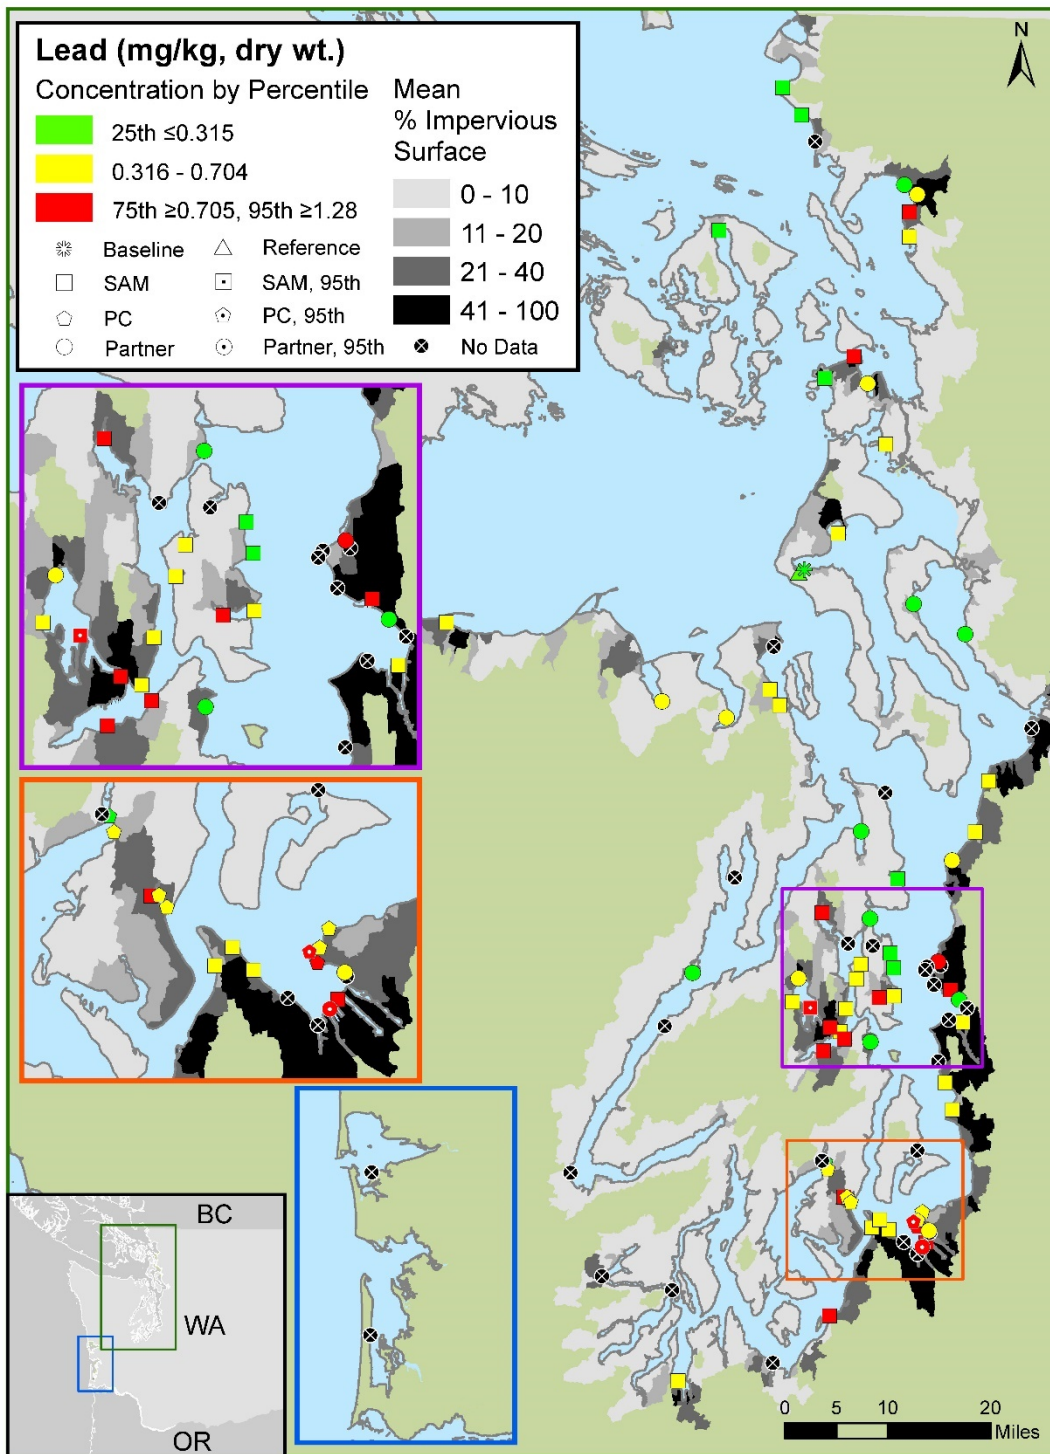 Lead (mg/kg, dry wt.)
Concentration by Percentile
25th ≤0.315
0.316 - 0.704
75th ≥0.705, 95th ≥1.28
Baseline
Reference
SAM
SAM, 95th
PC
PC, 95th
Partner
Partner, 95th
Mean
% Impervious
Surface
0 - 10
11 - 20
21 - 40
41 - 100
No Data
N
BC
WA
OR
0 5 10 20
Miles